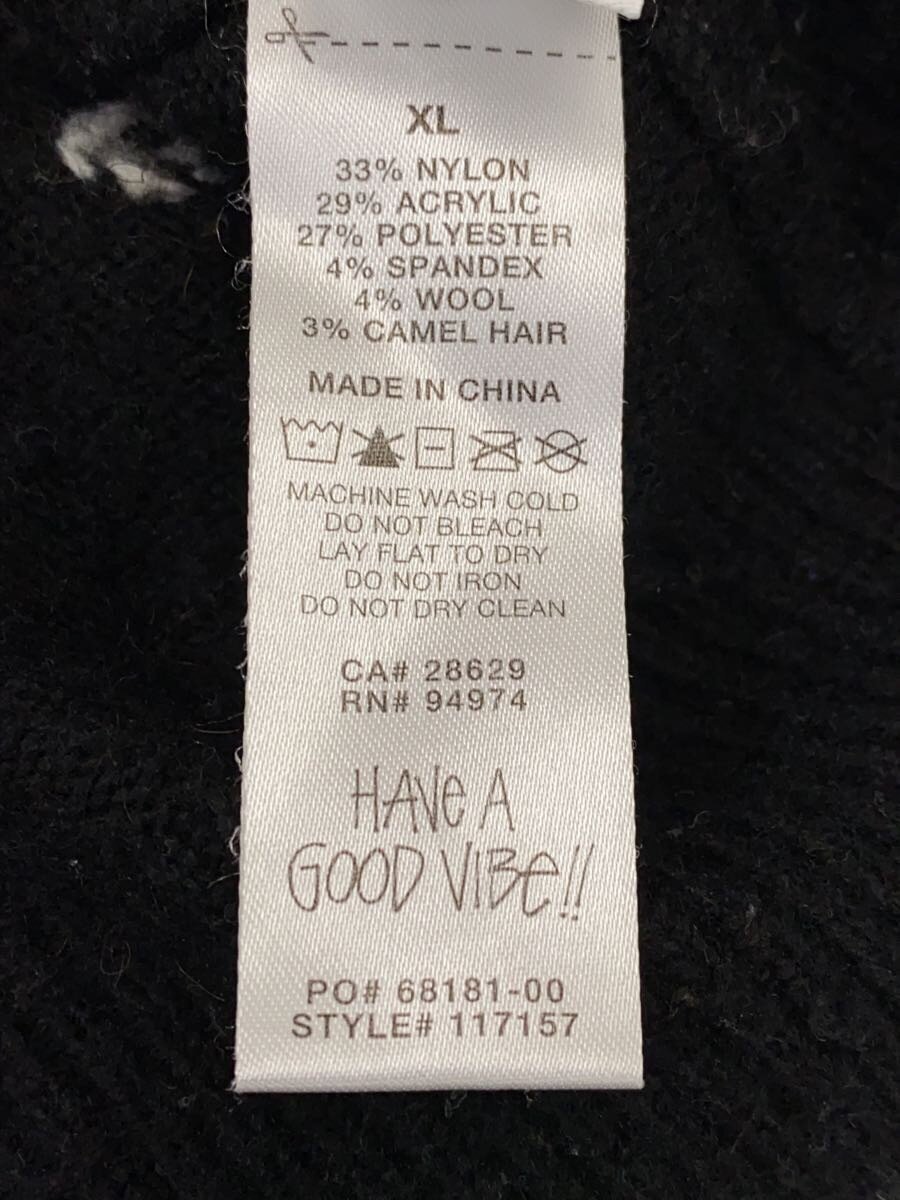 XL
33% NYLON
29% ACRYLIC
27% POLYESTER
4% SPANDEX
4% WOOL
3% CAMEL HAIR
MADE IN CHINA
MACHINE WASH COLD
DO NOT BLEACH
LAY FLAT TO DRY
DO NOT IRON
DO NOT DRY CLEAN
CA# 28629
RN# 94974
HAVe A
GOOD VIBe!!
PO# 68181-00
STYLE# 117157